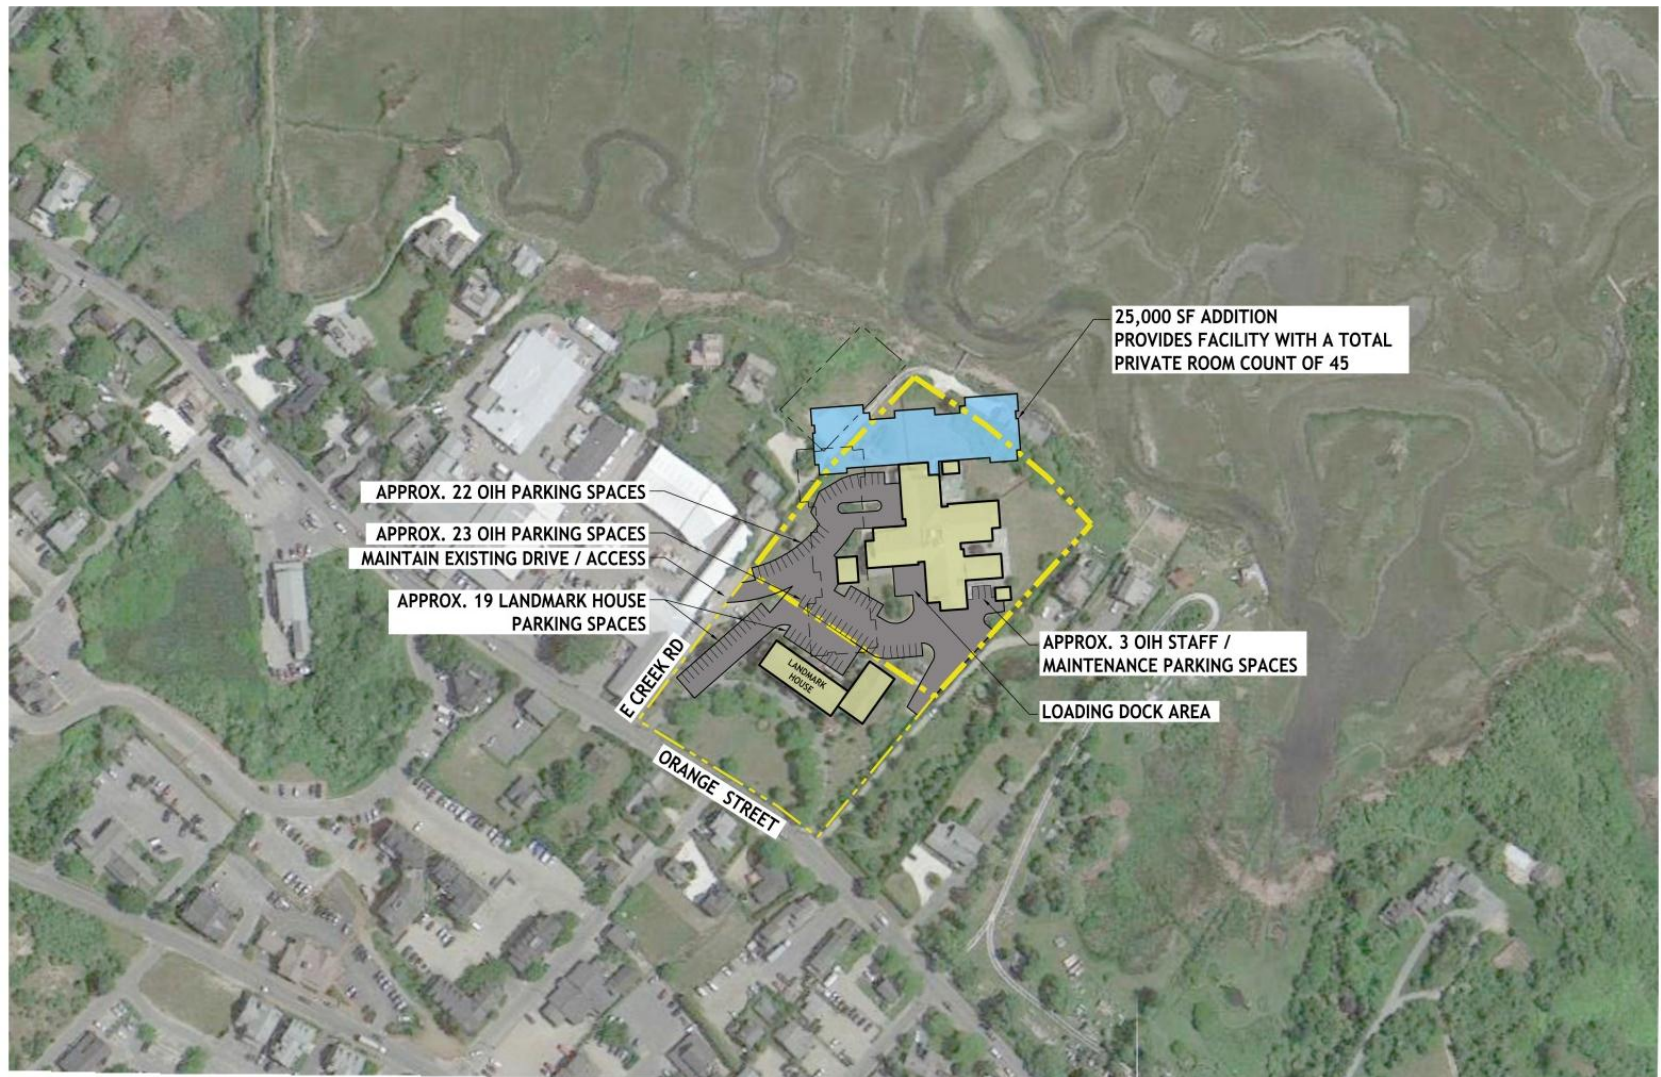 25,000 SF ADDITION
PROVIDES FACILITY WITH A TOTAL
PRIVATE ROOM COUNT OF 45
APPROX. 22 OIH PARKING SPACES
APPROX. 23 OIH PARKING SPACES
MAINTAIN EXISTING DRIVE / ACCESS
APPROX. 19 LANDMARK HOUSE
PARKING SPACES
APPROX. 3 OIH STAFF /
MAINTENANCE PARKING SPACES
LOADING DOCK AREA
LANDMARK
HOUSE
E CREEK RD
ORANGE STREET